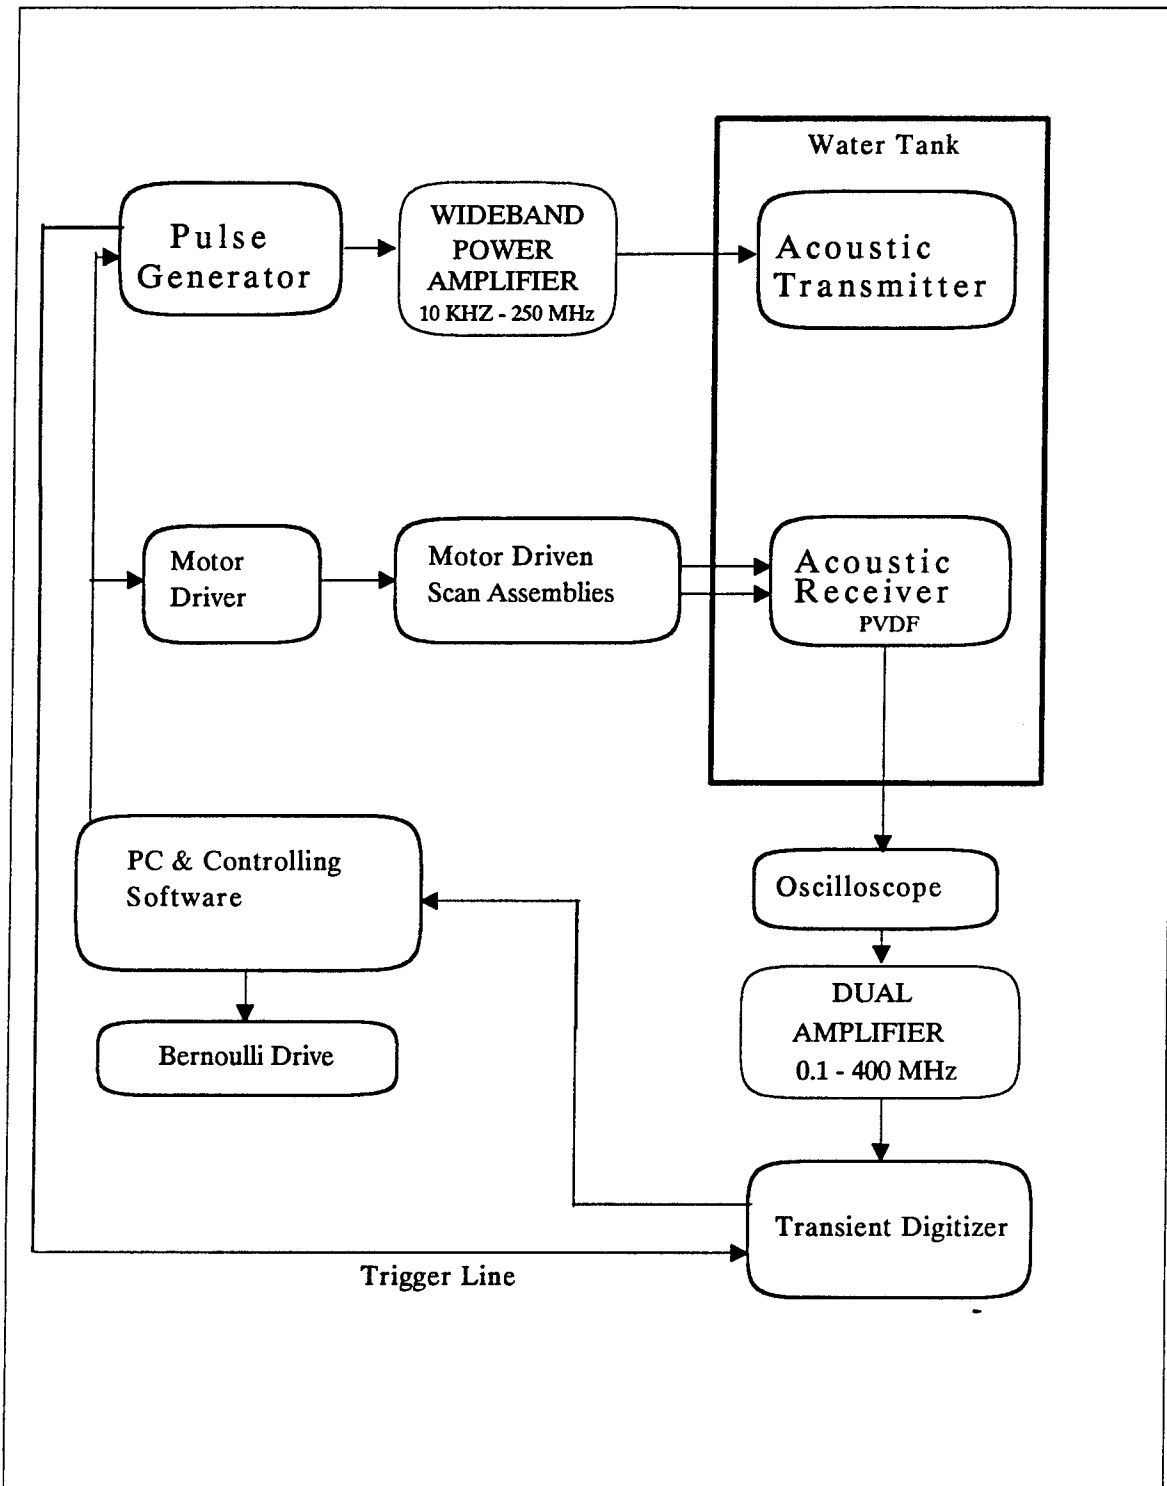 Water Tank
Pulse
Generator
WIDEBAND
POWER
AMPLIFIER
10 KHZ - 250 MHz
Acoustic
Transmitter
Motor
Driver
Motor Driven
Scan Assemblies
Acoustic
Receiver
PVDF
PC & Controlling
Software
Oscilloscope
Bernoulli Drive
DUAL
AMPLIFIER
0.1 - 400 MHz
Transient Digitizer
Trigger Line